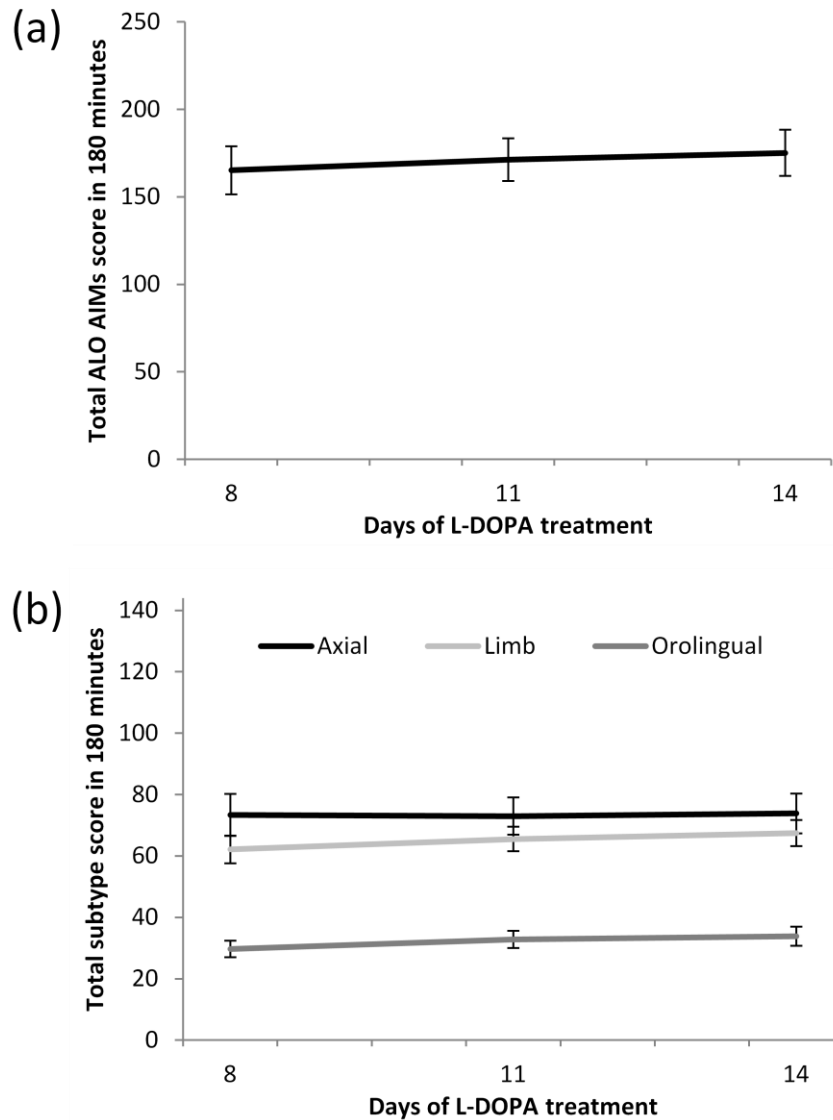 (a)
Total ALO AIMs score in 180 minutes
250
200
150
100
50
0
8 11 14
Days of L-DOPA treatment
(b)
Total subtype score in 180 minutes
140
120
100
80
60
40
20
0
Axial Limb Orolingual
8 11 14
Days of L-DOPA treatment